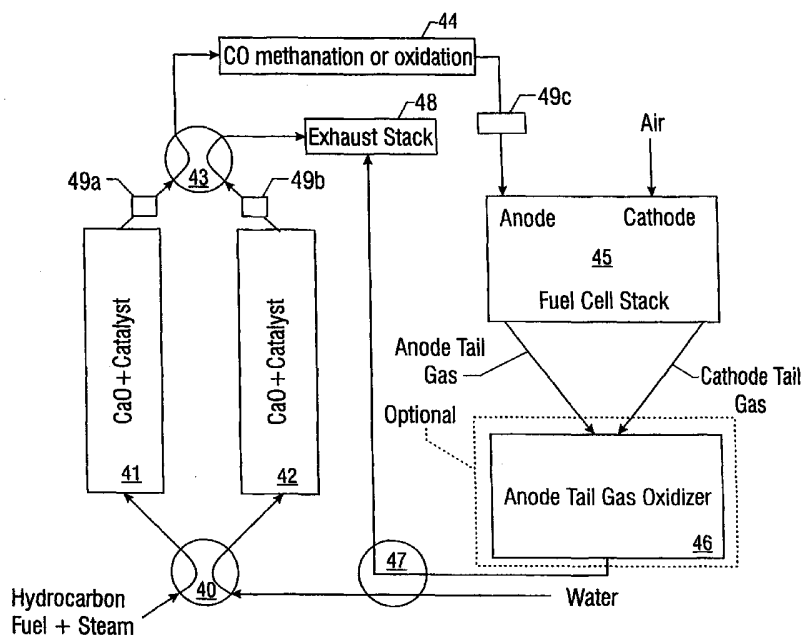 44
CO methanation or oxidation
48
Exhaust Stack
49c
Air
49a
43
49b
Anode
Cathode
45
Fuel Cell Stack
CaO+Catalyst
41
CaO+Catalyst
42
Anode Tail
Gas
Cathode Tail
Gas
Optional
Anode Tail Gas Oxidizer
46
47
40
Hydrocarbon
Fuel + Steam
Water